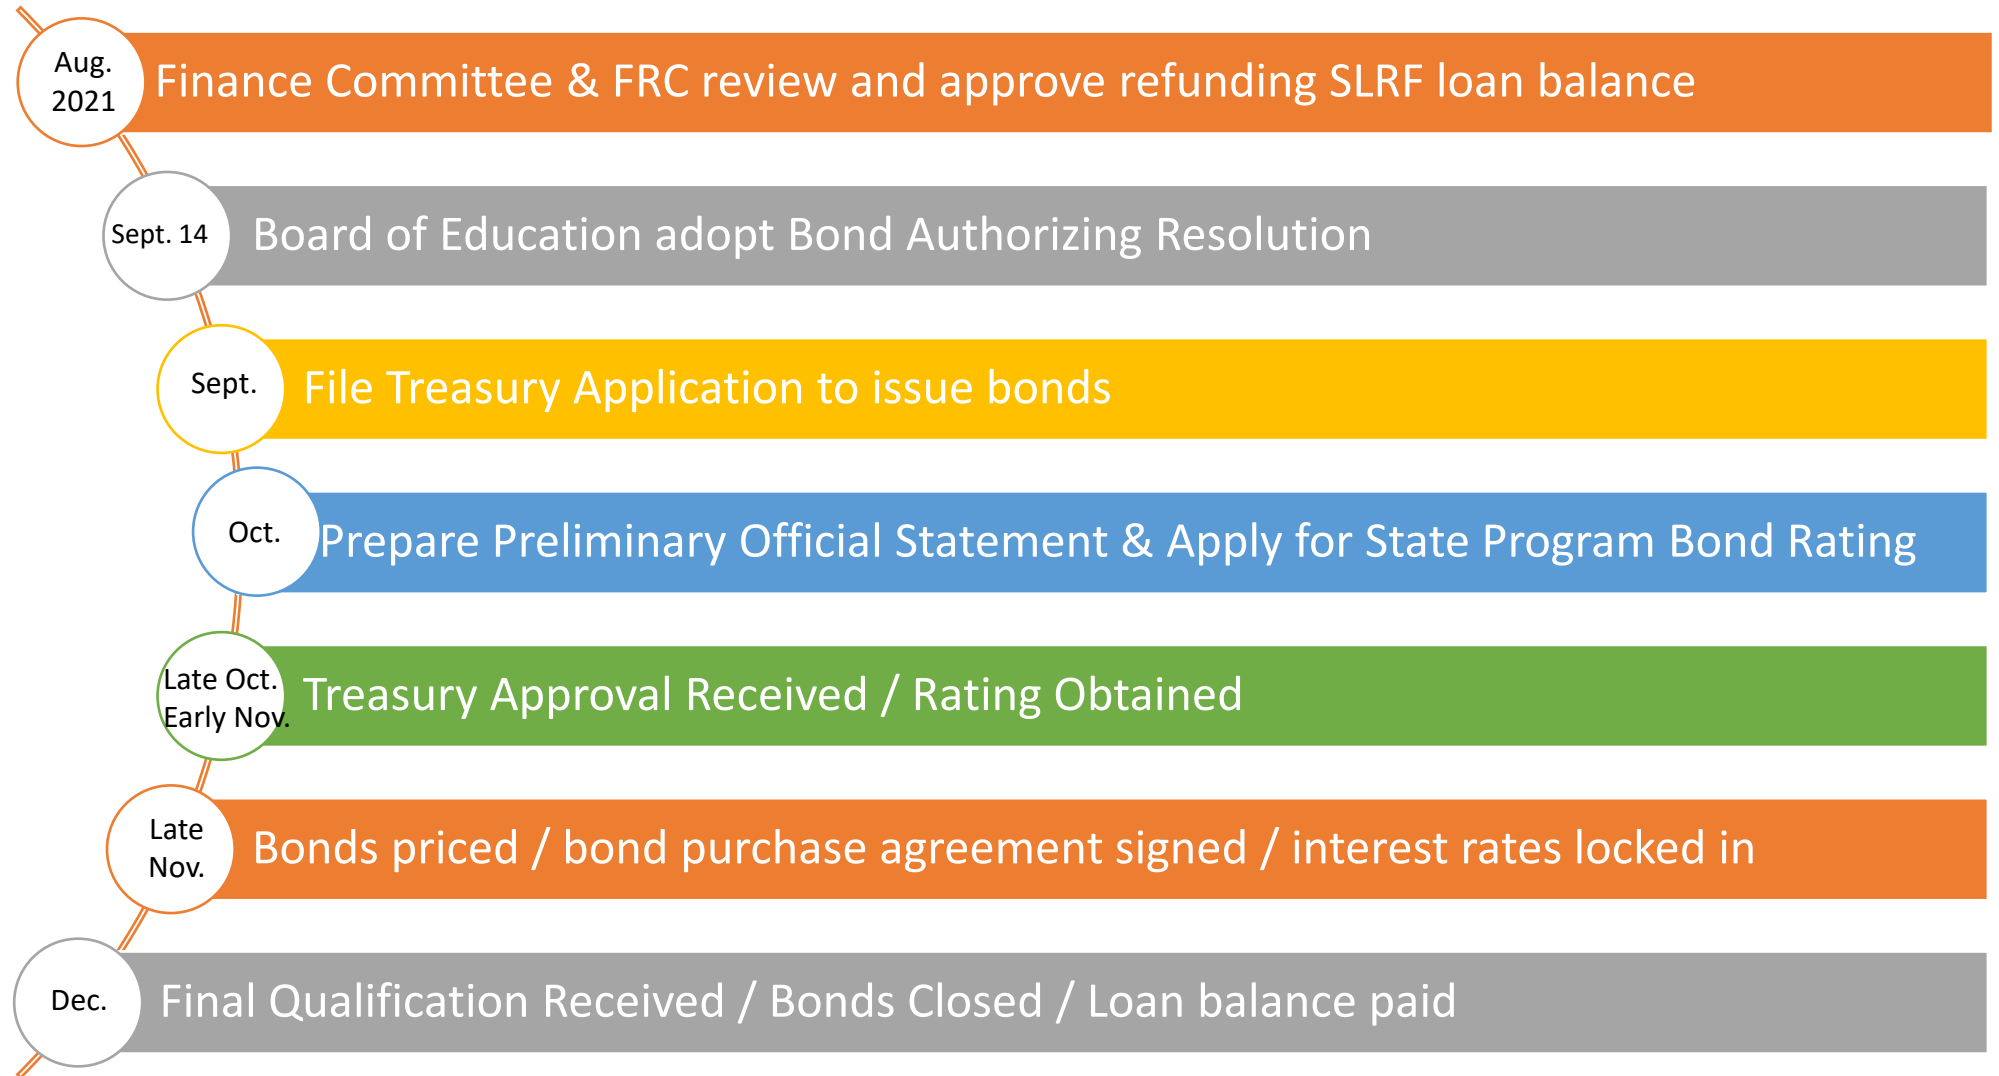 Aug.
2021
Finance Committee & FRC review and approve refunding SLRF loan balance
Sept. 14
Board of Education adopt Bond Authorizing Resolution
Sept.
File Treasury Application to issue bonds
Oct.
Prepare Preliminary Official Statement & Apply for State Program Bond Rating
Late Oct.
Early Nov.
Treasury Approval Received / Rating Obtained
Late
Nov.
Bonds priced / bond purchase agreement signed / interest rates locked in
Dec.
Final Qualification Received / Bonds Closed / Loan balance paid